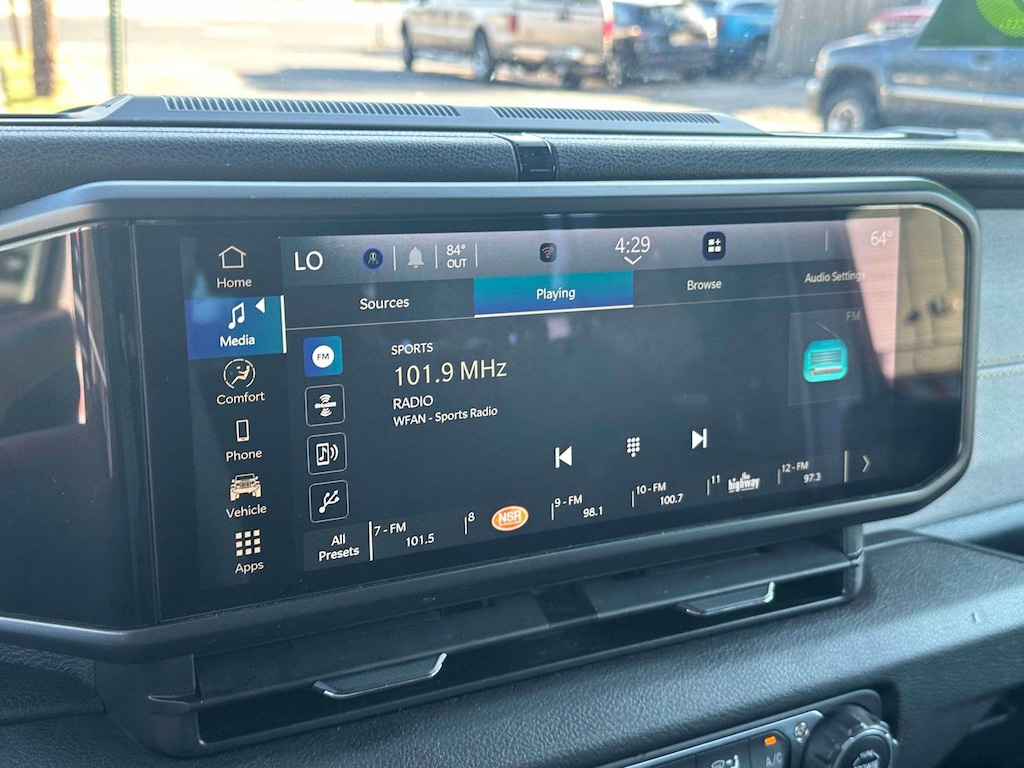 LO
84°
OUT
4:29
64°
Home
Media
Comfort
Phone
Vehicle
Apps
Sources
Playing
Browse
Audio Settings
FM
FM
SPORTS
101.9 MHz
RADIO
WFAN - Sports Radio
All
Presets
7 - FM
101.5
8
NSR
9 - FM
98.1
10 - FM
100.7
11
the
highway
12 - FM
97.3
A/C